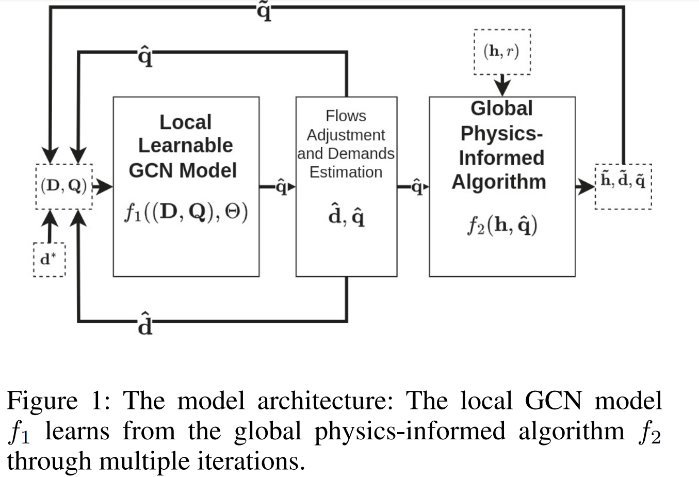 q̃
q̂
(h, r)
Local
Learnable
GCN Model
f₁((D, Q), Θ)
Flows
Adjustment
and Demands
Estimation
d̂, q̂
Global
Physics-
Informed
Algorithm
f₂(h, q̂)
(D, Q)
q̂
q̂
h̃, d̃, q̃
d*
d̂
Figure 1: The model architecture: The local GCN model
f₁ learns from the global physics-informed algorithm f₂
through multiple iterations.